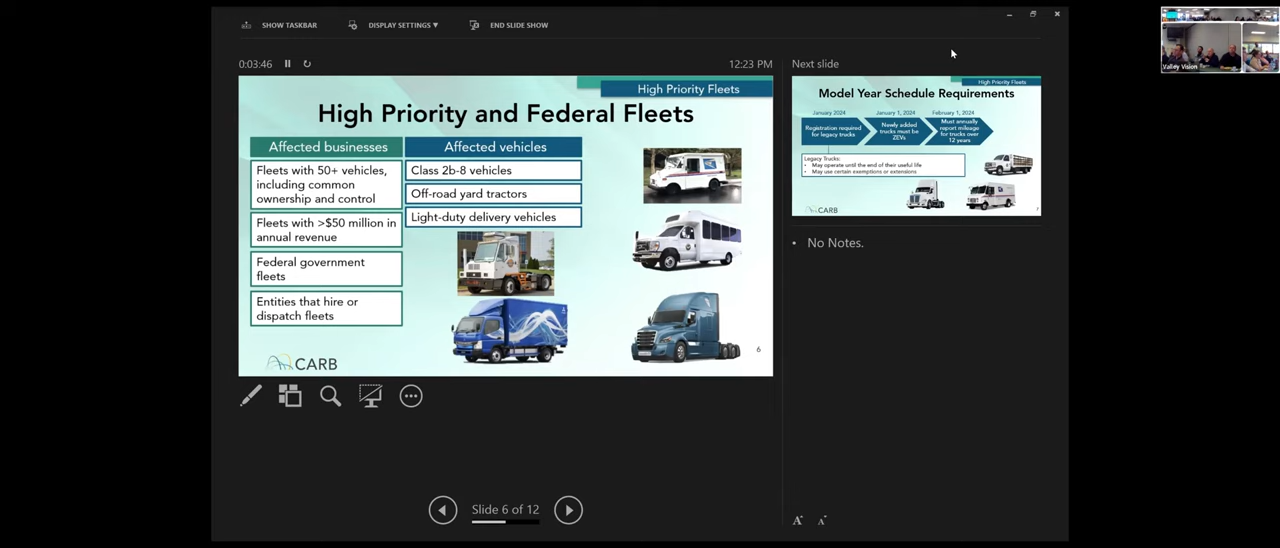 SHOW TASKBAR
DISPLAY SETTINGS ▼
END SLIDE SHOW
0:03:46
12:23 PM
High Priority Fleets
High Priority and Federal Fleets
Affected businesses
Fleets with 50+ vehicles,
including common
ownership and control
Fleets with >$50 million in
annual revenue
Federal government
fleets
Entities that hire or
dispatch fleets
Affected vehicles
Class 2b-8 vehicles
Off-road yard tractors
Light-duty delivery vehicles
CARB
6
Slide 6 of 12
Next slide
High Priority Fleets
Model Year Schedule Requirements
January 2024
Registration required
for legacy trucks
January 1, 2024
Newly added
trucks must be
ZEVs
February 1, 2024
Must annually
report mileage
for trucks over
12 years
Legacy Trucks:
• May operate until the end of their useful life
• May use certain exemptions or extensions
CARB
7
• No Notes.
A A
Valley Vision